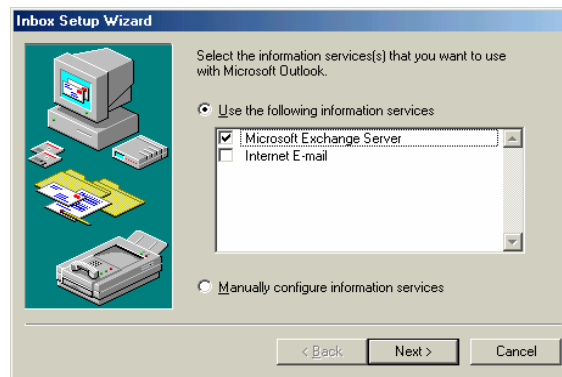 Inbox Setup Wizard
Select the information services(s) that you want to use
with Microsoft Outlook.
Use the following information services
Microsoft Exchange Server
Internet E-mail
Manually configure information services
< Back
Next >
Cancel